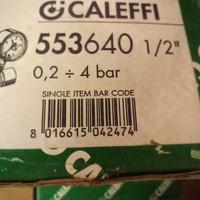 CALEFFI
553640 1/2"
0,2 ÷ 4 bar
SINGLE ITEM BAR CODE
8 016615 042474